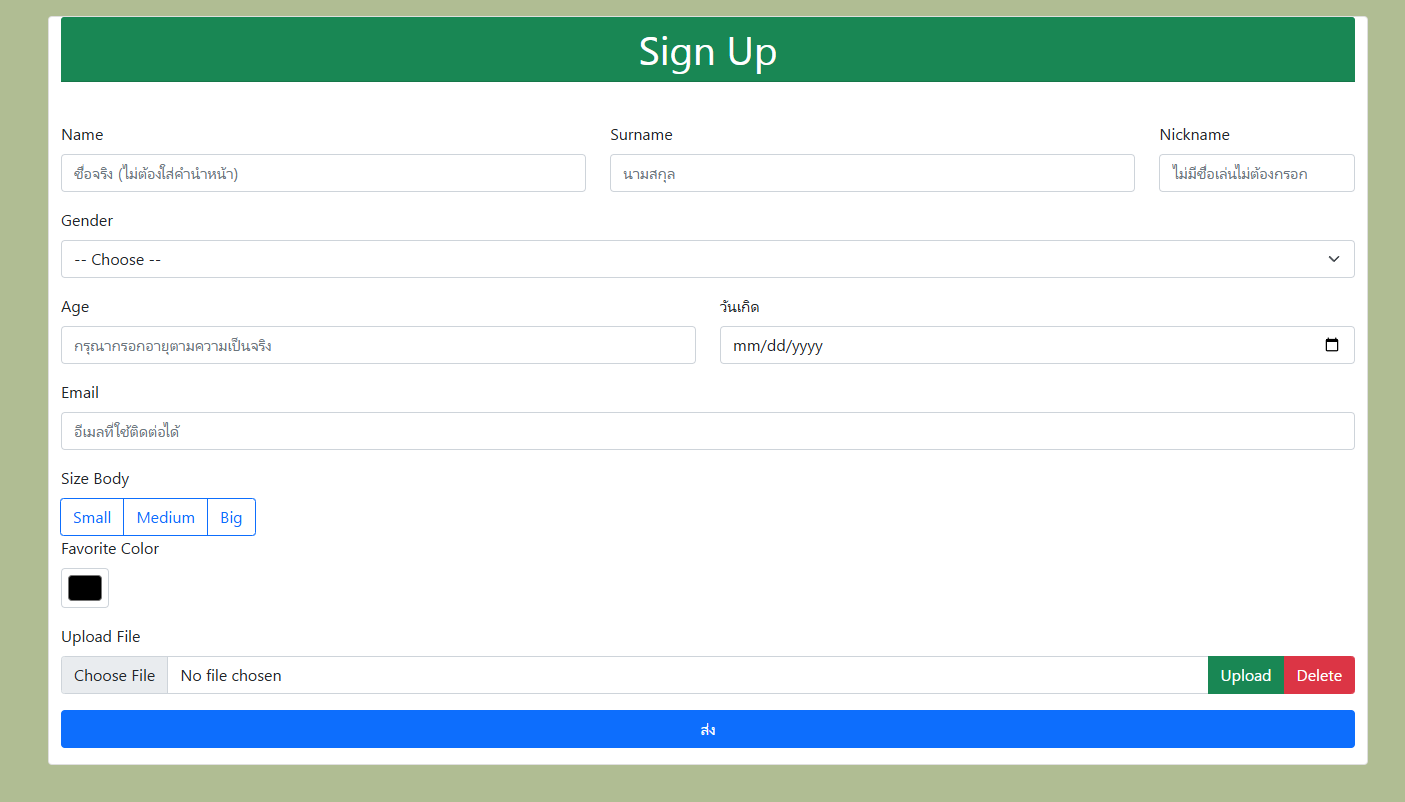 Sign Up
Name Surname Nickname
ชื่อจริง (ไม่ต้องใส่คำนำหน้า) นามสกุล ไม่มีชื่อเล่นไม่ต้องกรอก
Gender
-- Choose --
Age วันเกิด
กรุณากรอกอายุตามความเป็นจริง mm/dd/yyyy
Email
อีเมลที่ใช้ติดต่อได้
Size Body
Small Medium Big
Favorite Color
Upload File
Choose File No file chosen Upload Delete
ส่ง